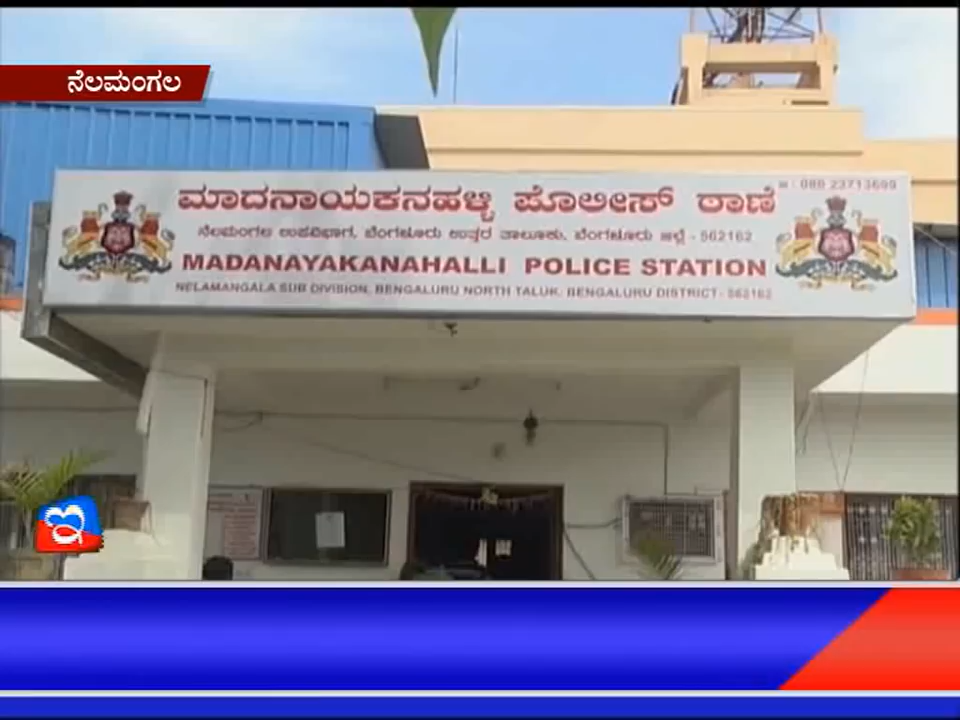 ನೆಲಮಂಗಲ
☎ : 080 23713699
ಮಾದನಾಯಕನಹಳ್ಳಿ ಪೊಲೀಸ್ ಠಾಣೆ
ನೆಲಮಂಗಲ ಉಪವಿಭಾಗ, ಬೆಂಗಳೂರು ಉತ್ತರ ತಾಲೂಕು, ಬೆಂಗಳೂರು ಜಿಲ್ಲೆ - 562162
MADANAYAKANAHALLI POLICE STATION
NELAMANGALA SUB DIVISION, BENGALURU NORTH TALUK, BENGALURU DISTRICT - 562162